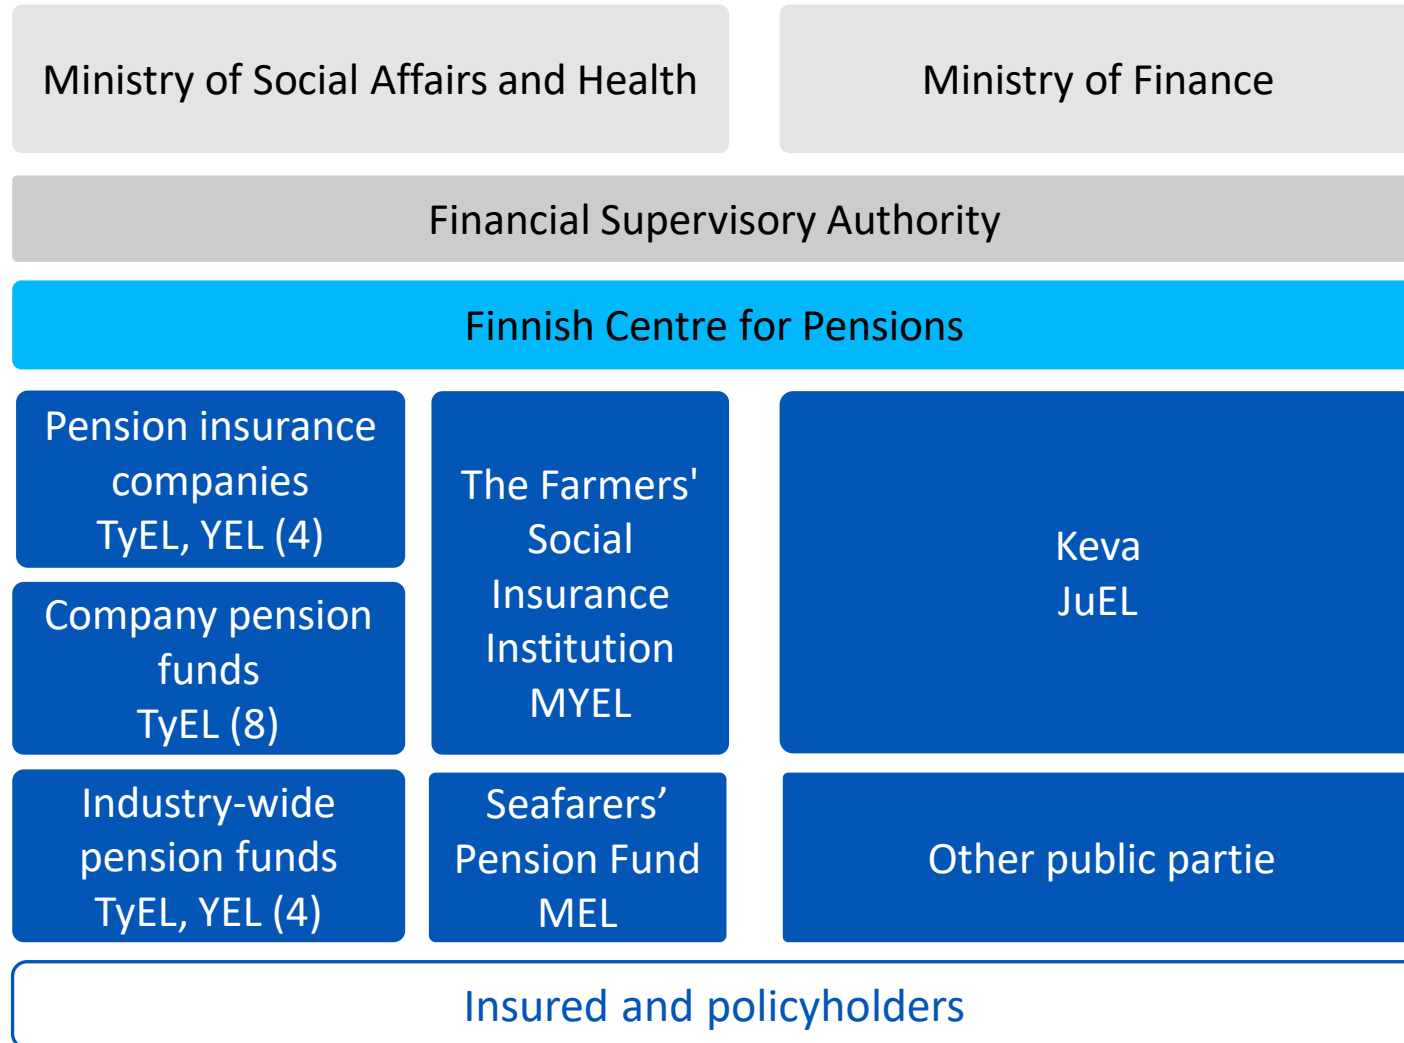 Ministry of Social Affairs and Health
Ministry of Finance
Financial Supervisory Authority
Finnish Centre for Pensions
Pension insurance
companies
TyEL, YEL (4)
Company pension
funds
TyEL (8)
Industry-wide
pension funds
TyEL, YEL (4)
The Farmers'
Social
Insurance
Institution
MYEL
Seafarers’
Pension Fund
MEL
Keva
JuEL
Other public partie
Insured and policyholders